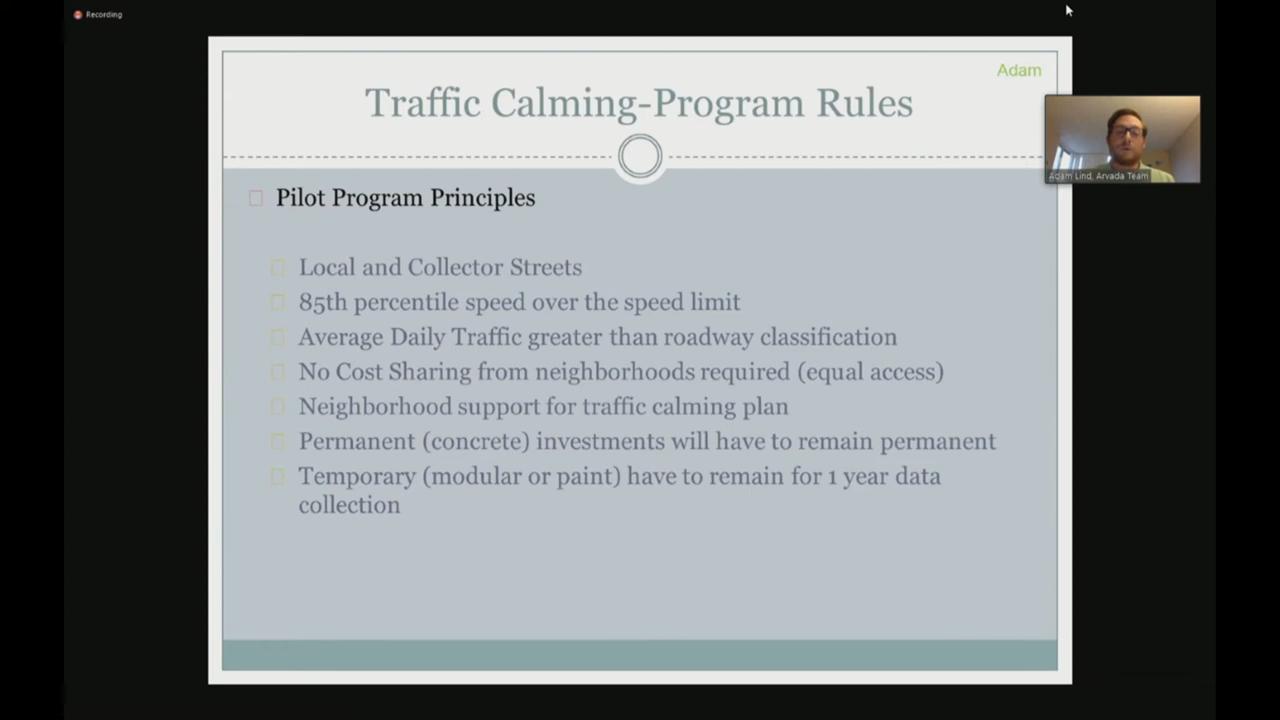 Recording
Adam
Traffic Calming-Program Rules
Adam Lind, Arvada Team
Pilot Program Principles
Local and Collector Streets
85th percentile speed over the speed limit
Average Daily Traffic greater than roadway classification
No Cost Sharing from neighborhoods required (equal access)
Neighborhood support for traffic calming plan
Permanent (concrete) investments will have to remain permanent
Temporary (modular or paint) have to remain for 1 year data
collection